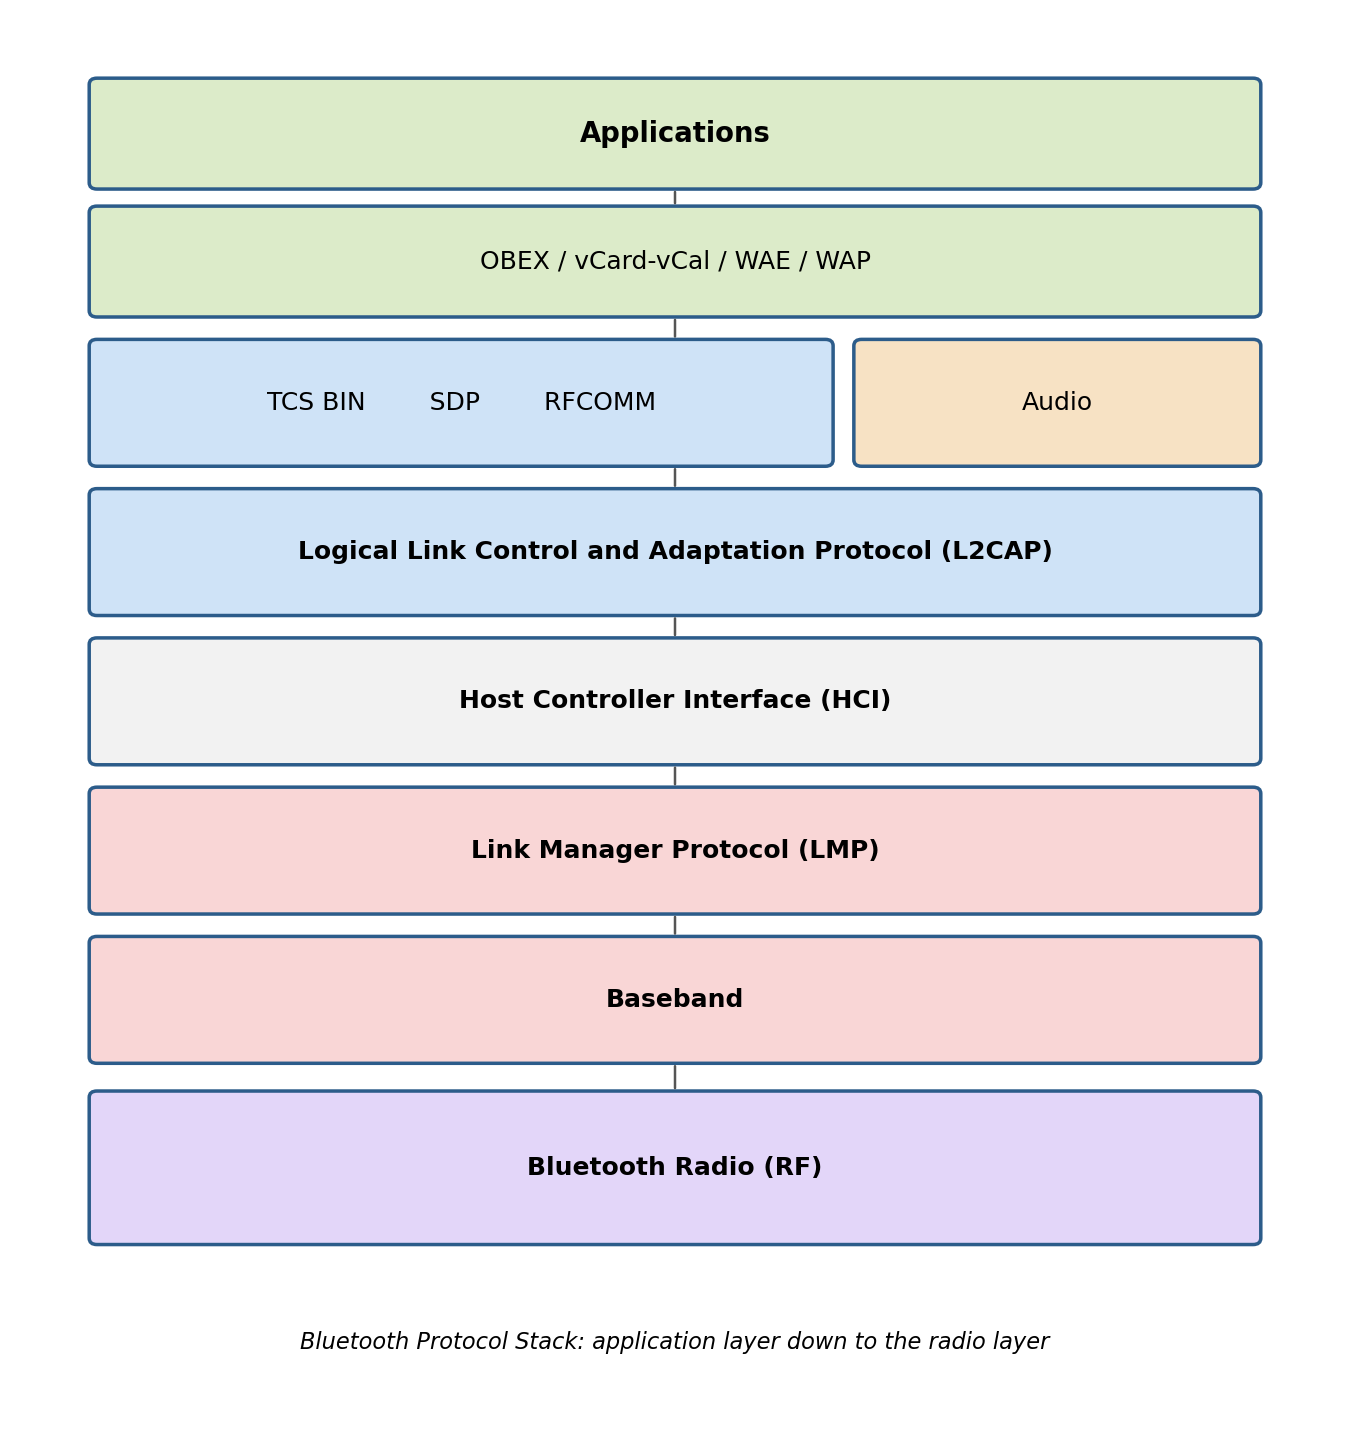 Applications
OBEX / vCard-vCal / WAE / WAP
TCS BIN SDP RFCOMM
Audio
Logical Link Control and Adaptation Protocol (L2CAP)
Host Controller Interface (HCI)
Link Manager Protocol (LMP)
Baseband
Bluetooth Radio (RF)
Bluetooth Protocol Stack: application layer down to the radio layer